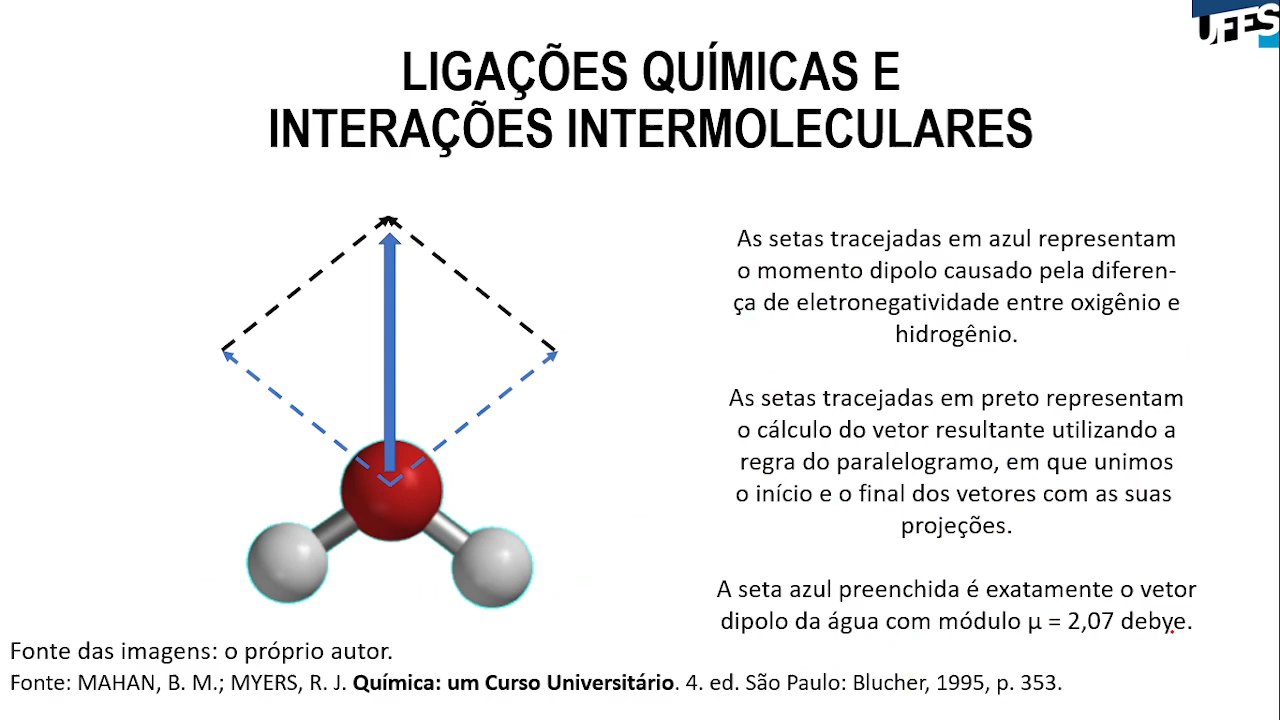 UFES
LIGAÇÕES QUÍMICAS E
INTERAÇÕES INTERMOLECULARES
As setas tracejadas em azul representam
o momento dipolo causado pela diferen-
ça de eletronegatividade entre oxigênio e
hidrogênio.
As setas tracejadas em preto representam
o cálculo do vetor resultante utilizando a
regra do paralelogramo, em que unimos
o início e o final dos vetores com as suas
projeções.
A seta azul preenchida é exatamente o vetor
dipolo da água com módulo μ = 2,07 debye.
Fonte das imagens: o próprio autor.
Fonte: MAHAN, B. M.; MYERS, R. J. Química: um Curso Universitário. 4. ed. São Paulo: Blucher, 1995, p. 353.